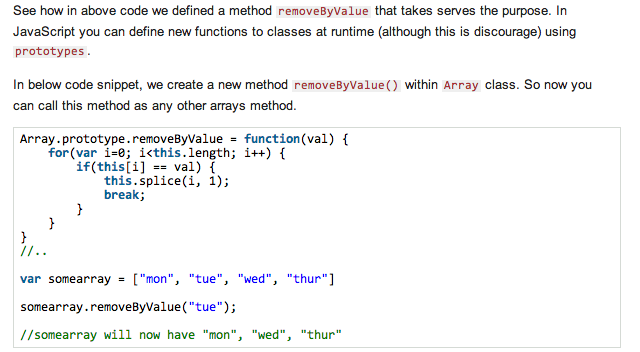 See how in above code we defined a method removeByValue that takes serves the purpose. In
JavaScript you can define new functions to classes at runtime (although this is discourage) using
prototypes.
In below code snippet, we create a new method removeByValue() within Array class. So now you
can call this method as any other arrays method.
Array.prototype.removeByValue = function(val) {
    for(var i=0; i<this.length; i++) {
        if(this[i] == val) {
            this.splice(i, 1);
            break;
        }
    }
}
//..
var somearray = ["mon", "tue", "wed", "thur"]
somearray.removeByValue("tue");
//somearray will now have "mon", "wed", "thur"